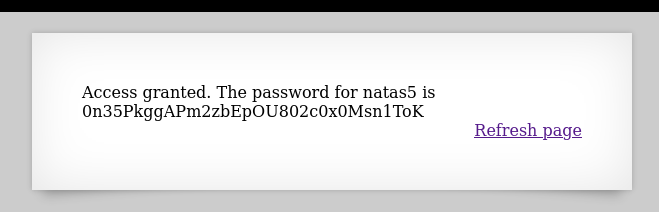 Access granted. The password for natas5 is
0n35PkggAPm2zbEpOU802c0x0Msn1ToK
Refresh page